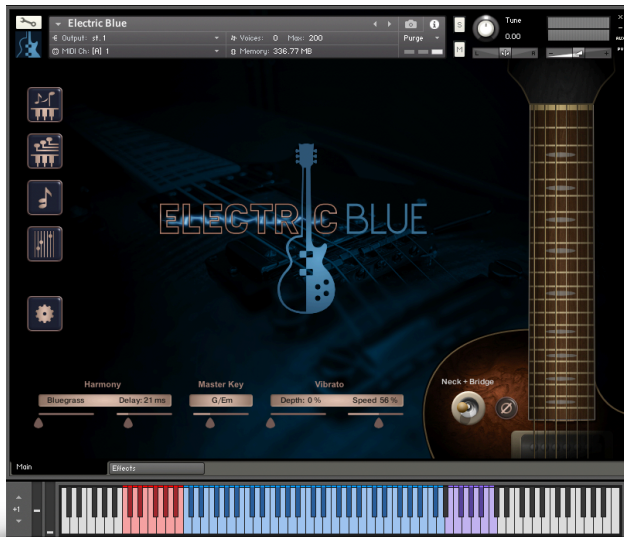 Electric Blue
Output: st.1
Voices: 0 Max: 200
Purge
MIDI Ch: [A] 1
Memory: 336.77 MB
S
M
Tune
0.00
L
R
AUX
PV
ELECTRIC BLUE
Harmony
Master Key
Vibrato
Bluegrass
Delay: 21 ms
G/Em
Depth: 0 %
Speed 56 %
Neck + Bridge
Main
Effects
+1